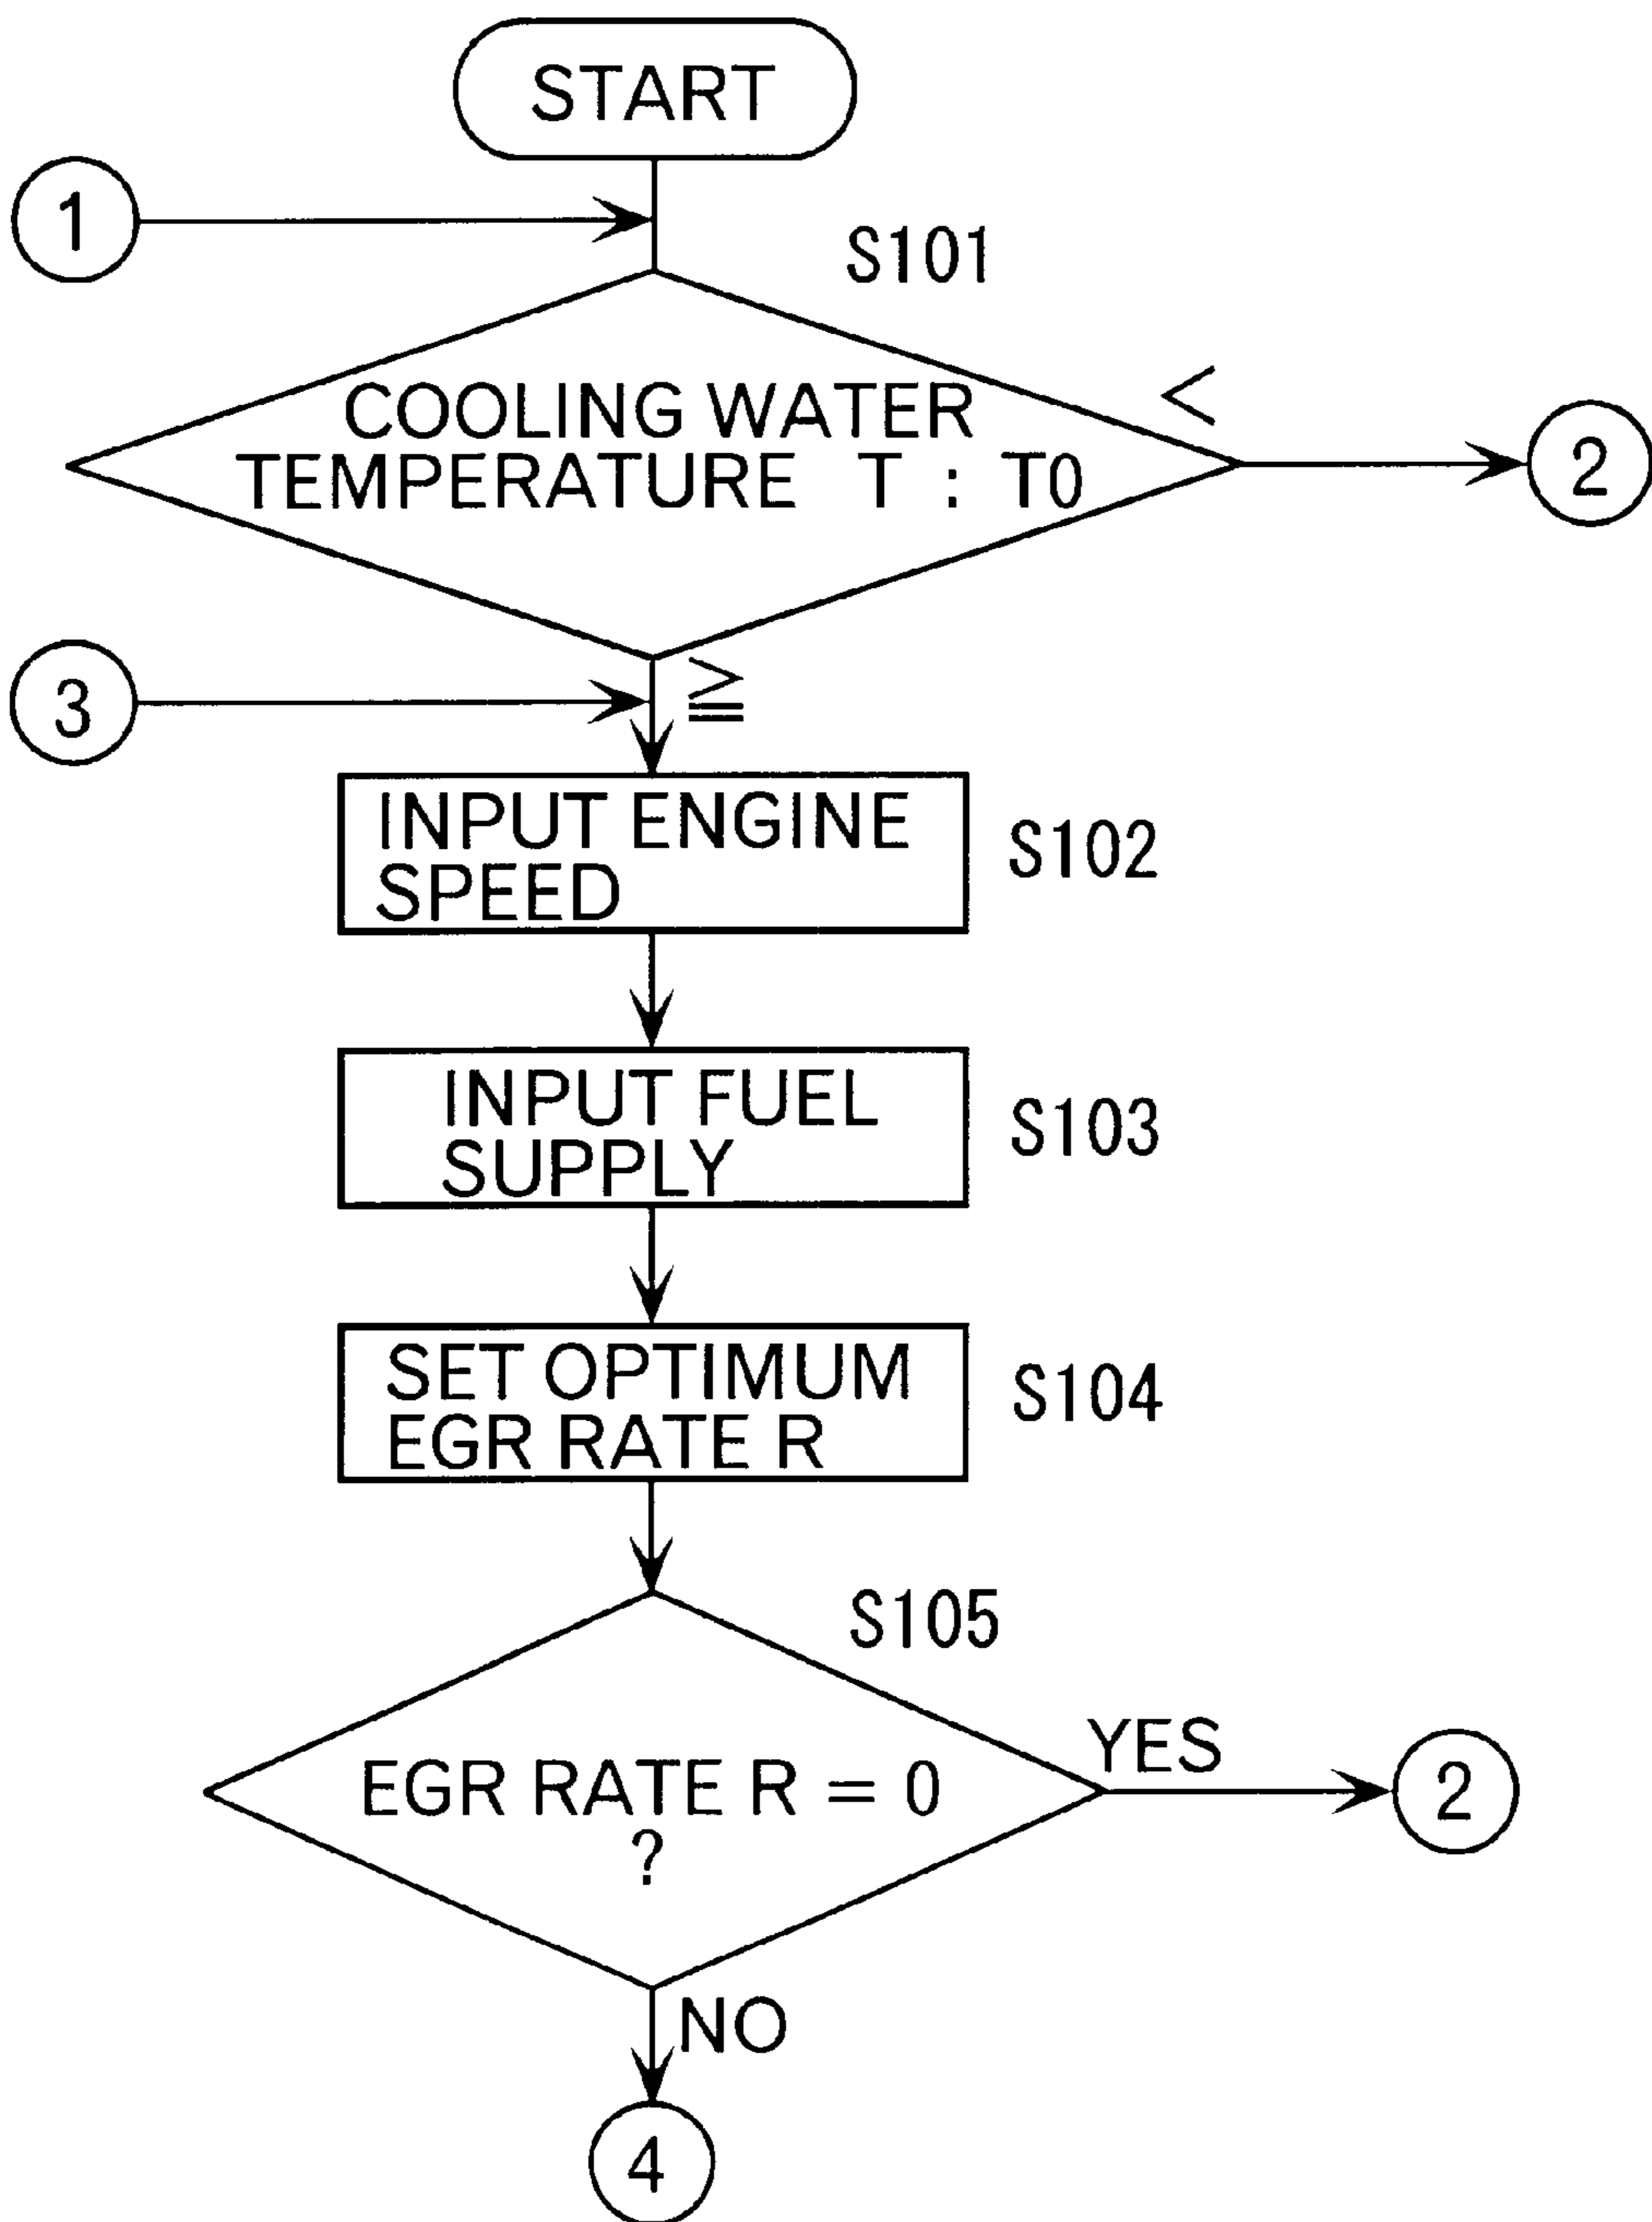 START
1
S101
<
COOLING WATER
TEMPERATURE T : T0
2
3
≧
INPUT ENGINE
SPEED
S102
INPUT FUEL
SUPPLY
S103
SET OPTIMUM
EGR RATE R
S104
S105
YES
EGR RATE R = 0
?
2
NO
4